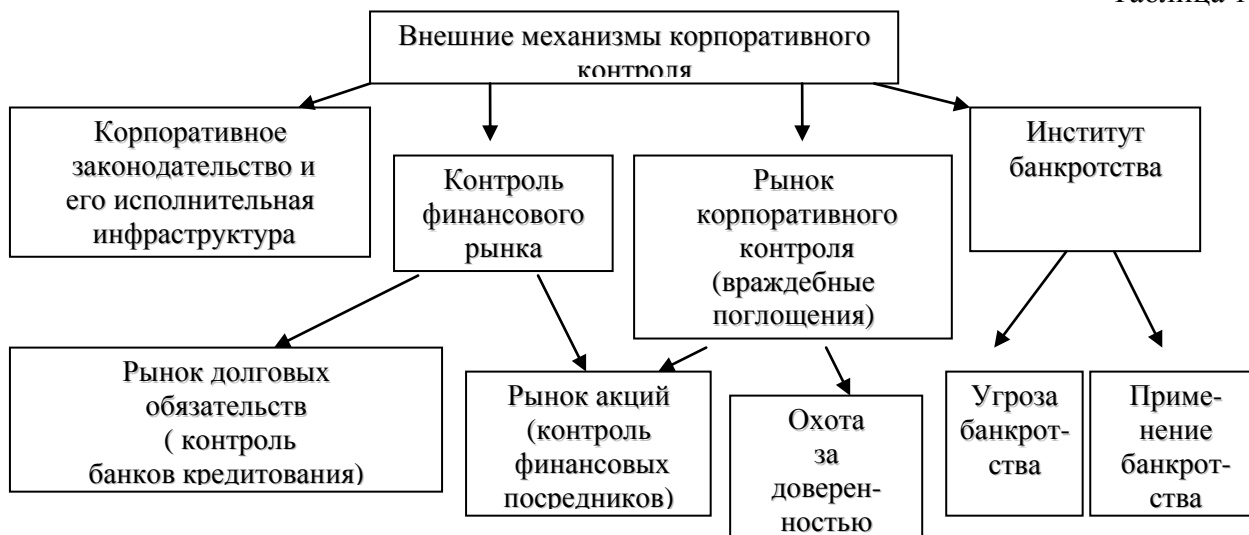 Таблица 1
Внешние механизмы корпоративного
контроля
Корпоративное
законодательство и
его исполнительная
инфраструктура
Контроль
финансового
рынка
Рынок
корпоративного
контроля
(враждебные
поглощения)
Институт
банкротства
Рынок долговых
обязательств
( контроль
банков кредитования)
Рынок акций
(контроль
финансовых
посредников)
Охота
за
доверен-
ностью
Угроза
банкрот-
ства
Приме-
нение
банкрот-
ства